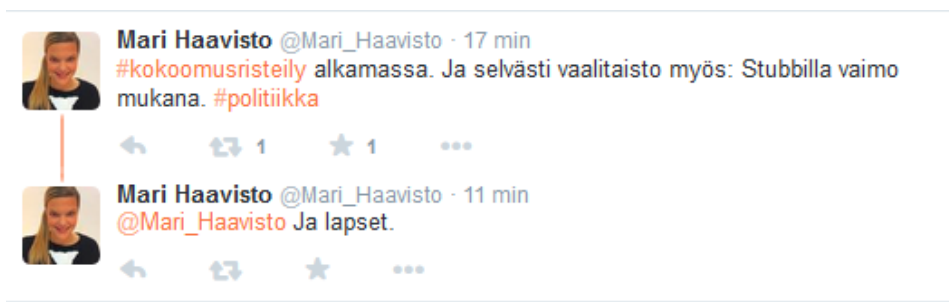 Mari Haavisto @Mari_Haavisto · 17 min
#kokoomusristeily alkamassa. Ja selvästi vaalitaisto myös: Stubbilla vaimo
mukana. #politiikka
1 1
Mari Haavisto @Mari_Haavisto · 11 min
@Mari_Haavisto Ja lapset.